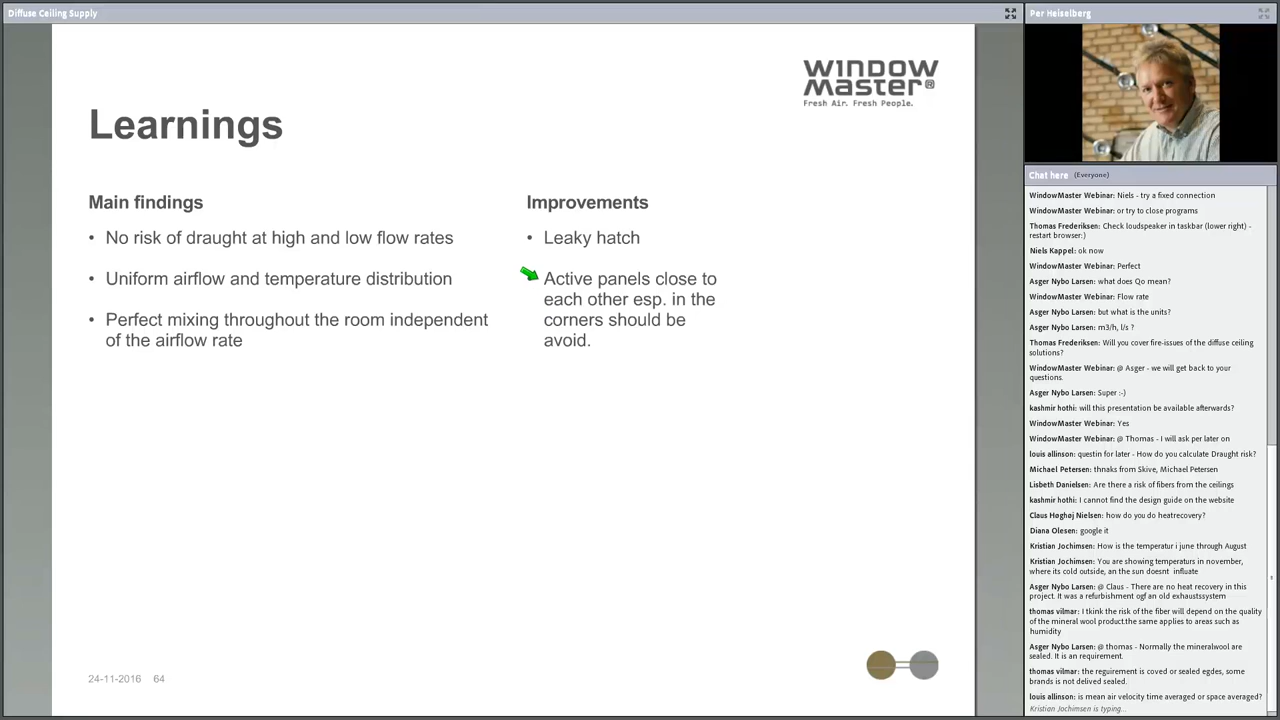 Diffuse Ceiling Supply
WINDOW
Master®
Fresh Air. Fresh People.
Learnings
Main findings
• No risk of draught at high and low flow rates
• Uniform airflow and temperature distribution
• Perfect mixing throughout the room independent
of the airflow rate
Improvements
• Leaky hatch
Active panels close to
each other esp. in the
corners should be
avoid.
24-11-2016 64
Per Heiselberg
Chat here (Everyone)
WindowMaster Webinar: Niels - try a fixed connection
WindowMaster Webinar: or try to close programs
Thomas Frederiksen: Check loudspeaker in taskbar (lower right) -
restart browser:)
Niels Kappel: ok now
WindowMaster Webinar: Perfect
Asger Nybo Larsen: what does Qo mean?
WindowMaster Webinar: Flow rate
Asger Nybo Larsen: but what is the units?
Asger Nybo Larsen: m3/h, l/s ?
Thomas Frederiksen: Will you cover fire-issues of the diffuse ceiling
solutions?
WindowMaster Webinar: @ Asger - we will get back to your
questions.
Asger Nybo Larsen: Super :-)
kashmir hothi: will this presentation be available afterwards?
WindowMaster Webinar: Yes
WindowMaster Webinar: @ Thomas - I will ask per later on
louis allinson: questin for later - How do you calculate Draught risk?
Michael Petersen: thnaks from Skive, Michael Petersen
Lisbeth Danielsen: Are there a risk of fibers from the ceilings
kashmir hothi: I cannot find the design guide on the website
Claus Høghøj Nielsen: how do you do heatrecovery?
Diana Olesen: google it
Kristian Jochimsen: How is the temperatur i june through August
Kristian Jochimsen: You are showing temperaturs in november,
where its cold outside, an the sun doesnt influate
Asger Nybo Larsen: @ Claus - There are no heat recovery in this
project. It was a refurbishment ogf an old exhaustssystem
thomas vilmar: I tkink the risk of the fiber will depend on the quality
of the mineral wool product.the same applies to areas such as
humidity
Asger Nybo Larsen: @ thomas - Normally the mineralwool are
sealed. It is an requirement.
thomas vilmar: the reguirement is coved or sealed egdes, some
brands is not delived sealed.
louis allinson: is mean air velocity time averaged or space averaged?
Kristian Jochimsen is typing...